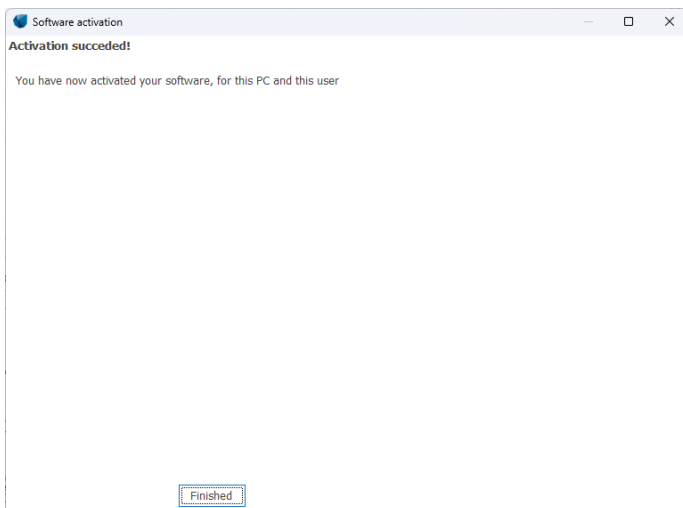 Software activation
Activation succeded!
You have now activated your software, for this PC and this user
Finished